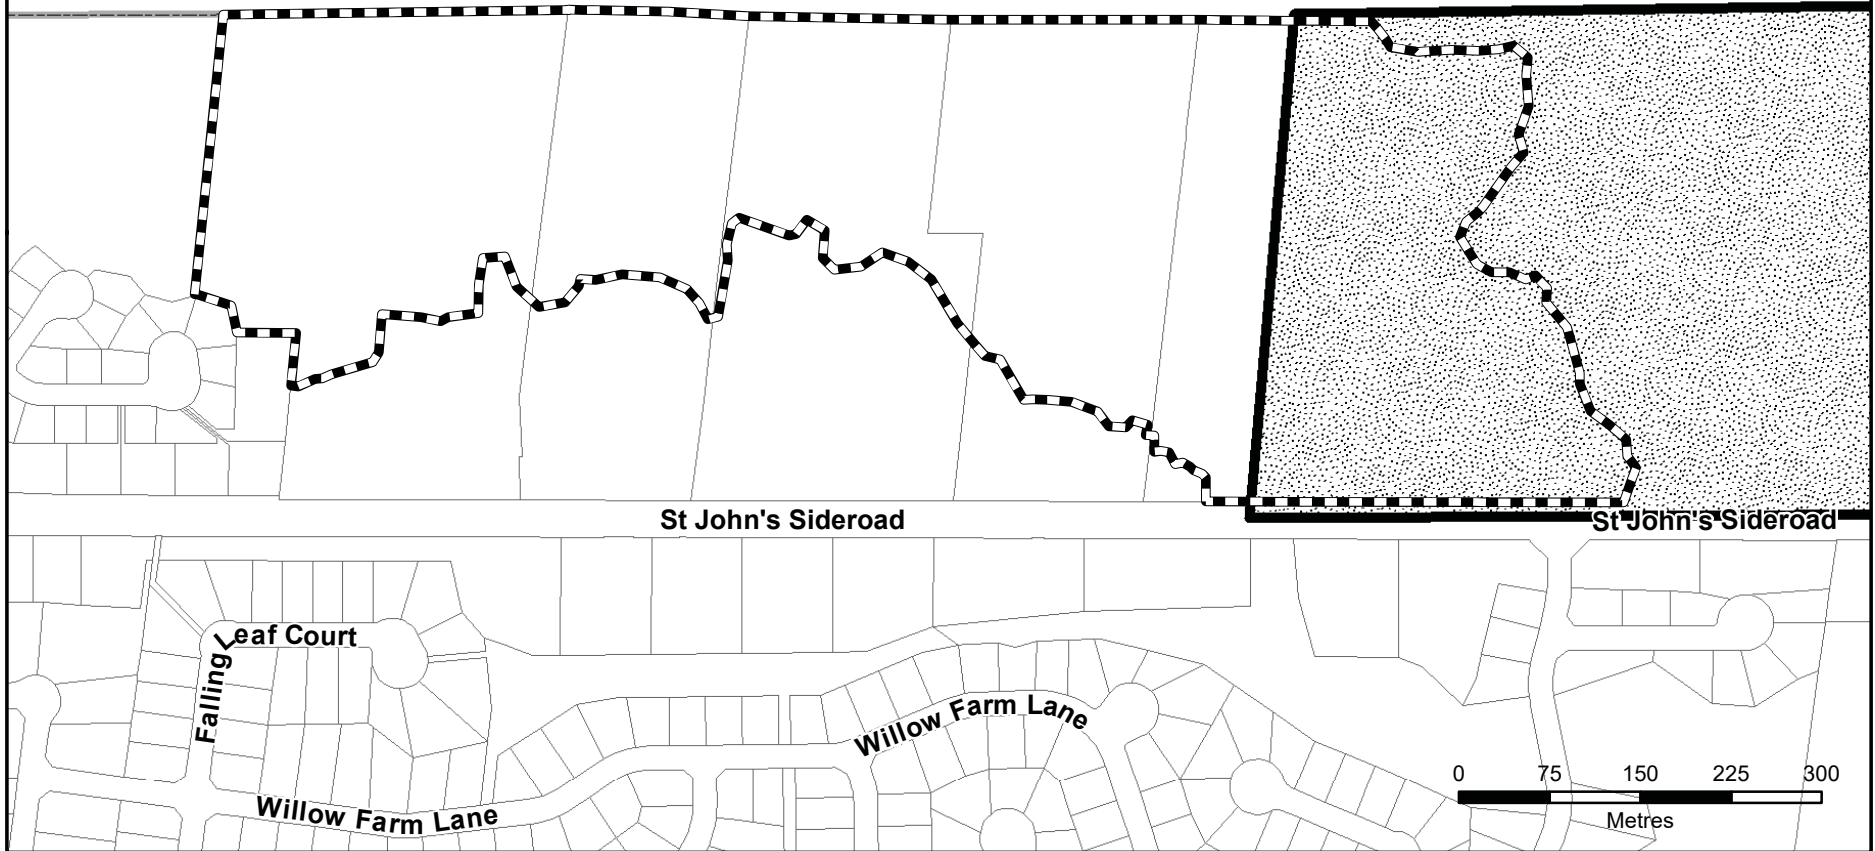 St John's Sideroad
St John's Sideroad
Falling Leaf Court
Willow Farm Lane
Willow Farm Lane
0 75 150 225 300
Metres